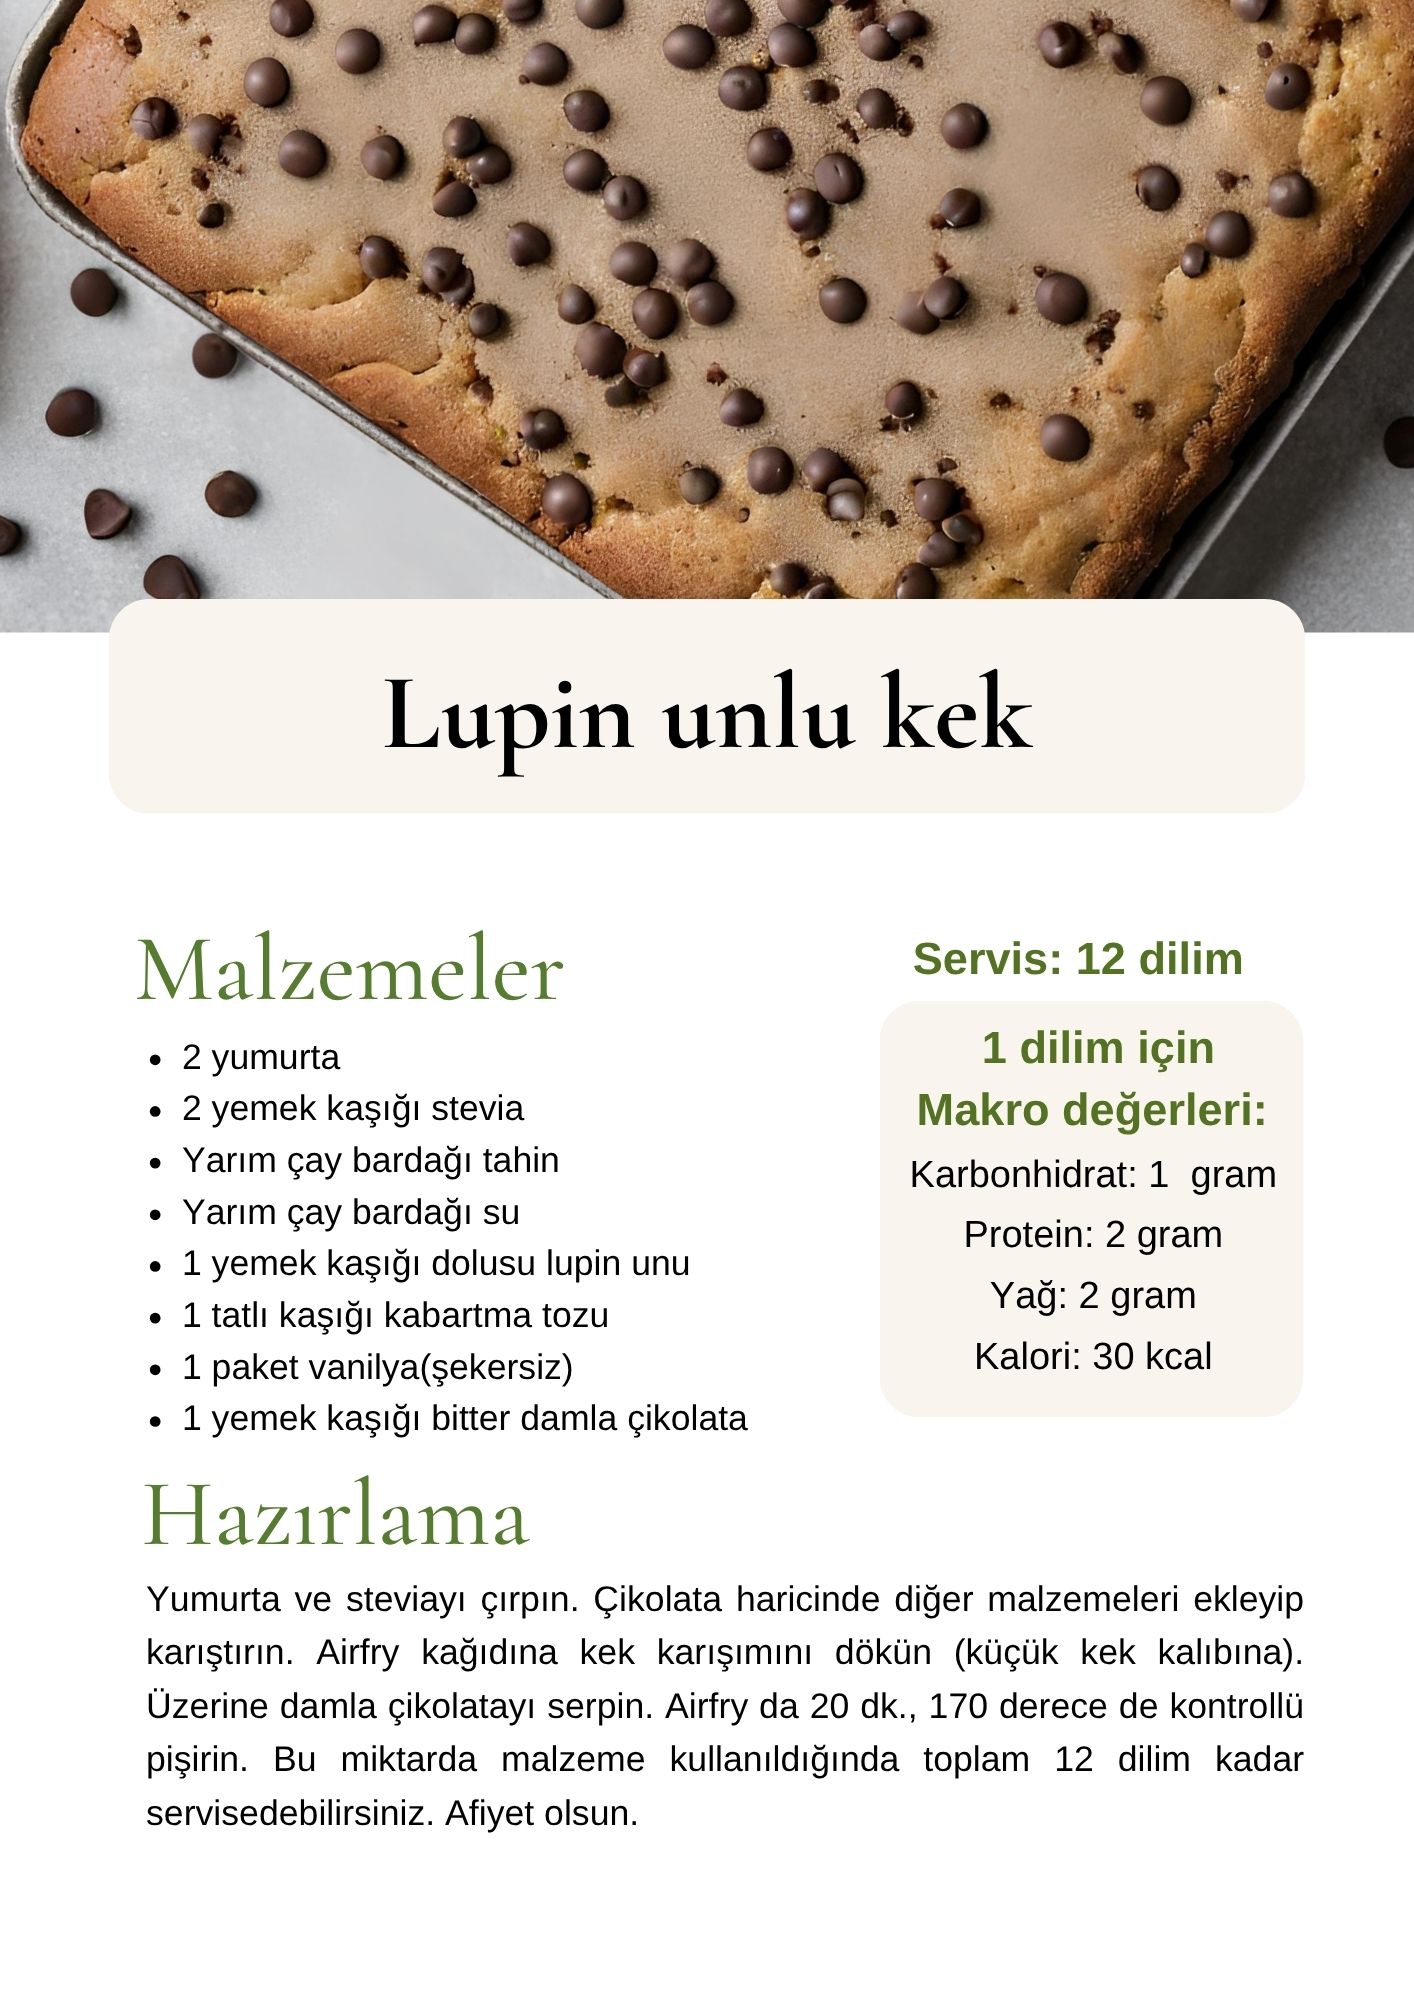 Lupin unlu kek
Malzemeler
• 2 yumurta
• 2 yemek kaşığı stevia
• Yarım çay bardağı tahin
• Yarım çay bardağı su
• 1 yemek kaşığı dolusu lupin unu
• 1 tatlı kaşığı kabartma tozu
• 1 paket vanilya(şekersiz)
• 1 yemek kaşığı bitter damla çikolata
Servis: 12 dilim
1 dilim için
Makro değerleri:
Karbonhidrat: 1  gram
Protein: 2 gram
Yağ: 2 gram
Kalori: 30 kcal
Hazırlama
Yumurta ve steviayı çırpın. Çikolata haricinde diğer malzemeleri ekleyip
karıştırın. Airfry kağıdına kek karışımını dökün (küçük kek kalıbına).
Üzerine damla çikolatayı serpin. Airfry da 20 dk., 170 derece de kontrollü
pişirin. Bu miktarda malzeme kullanıldığında toplam 12 dilim kadar
servisedebilirsiniz. Afiyet olsun.